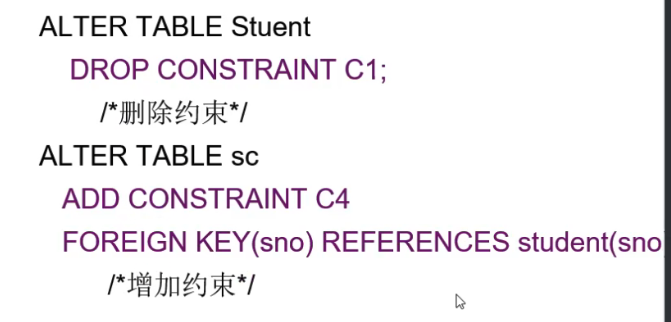 ALTER TABLE Stuent
DROP CONSTRAINT C1;
/*删除约束*/
ALTER TABLE sc
ADD CONSTRAINT C4
FOREIGN KEY(sno) REFERENCES student(sno
/*增加约束*/